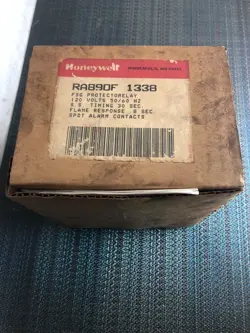 Honeywell
RA890F 1338
FSG PROTECTORELAY
120 VOLTS 50/60 HZ
S.S. TIMING 30 SEC.
FLAME RESPONSE .8 SEC
SPDT ALARM CONTACTS